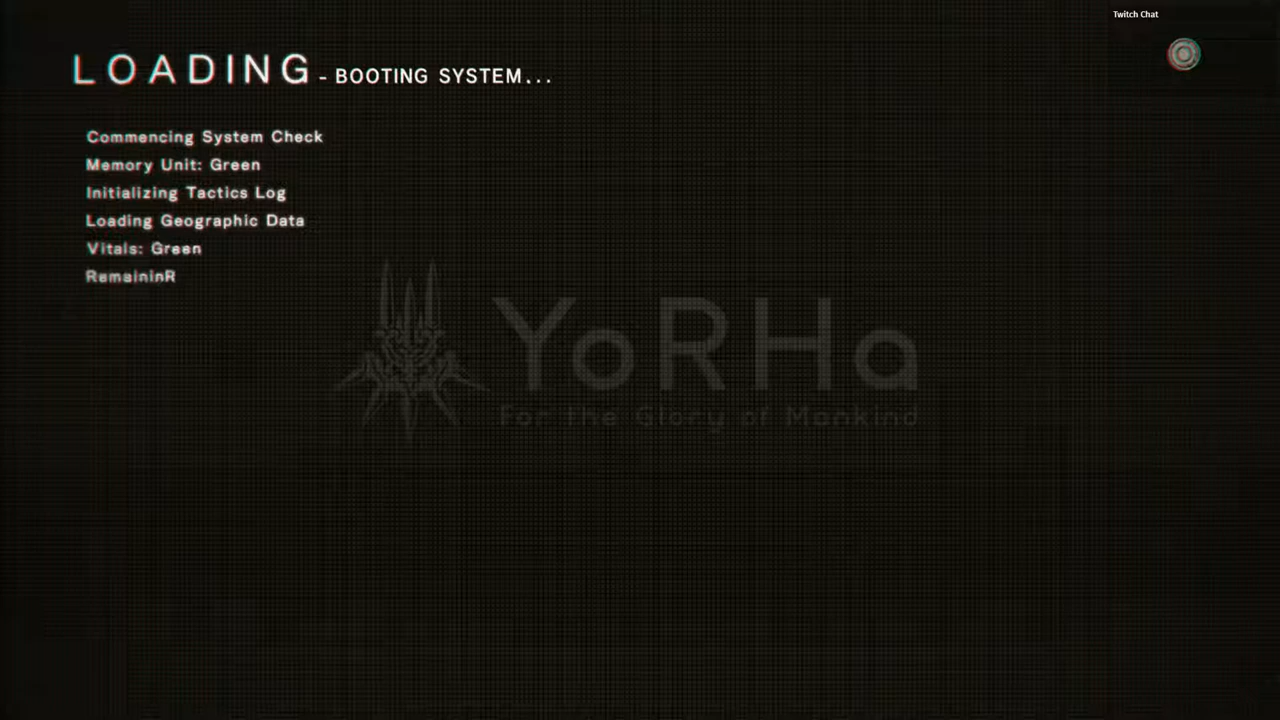 Twitch Chat
LOADING - BOOTING SYSTEM...
Commencing System Check
Memory Unit: Green
Initializing Tactics Log
Loading Geographic Data
Vitals: Green
RemaininR
YoRHa
For the Glory of Mankind